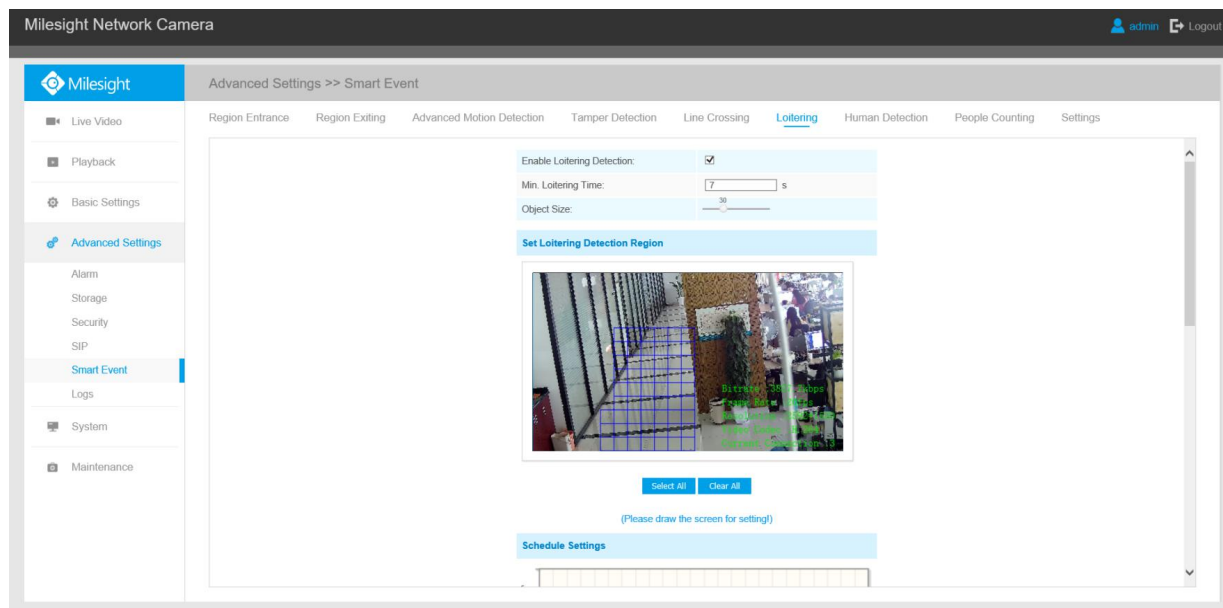 Milesight Network Camera
admin Logout
Milesight
Advanced Settings >> Smart Event
Live Video
Playback
Basic Settings
Advanced Settings
Alarm
Storage
Security
SIP
Smart Event
Logs
System
Maintenance
Region Entrance Region Exiting Advanced Motion Detection Tamper Detection Line Crossing Loitering Human Detection People Counting Settings
Enable Loitering Detection:
Min. Loitering Time: 7 s
Object Size: 30
Set Loitering Detection Region
Bitrate
Select All Clear All
(Please draw the screen for setting!)
Schedule Settings